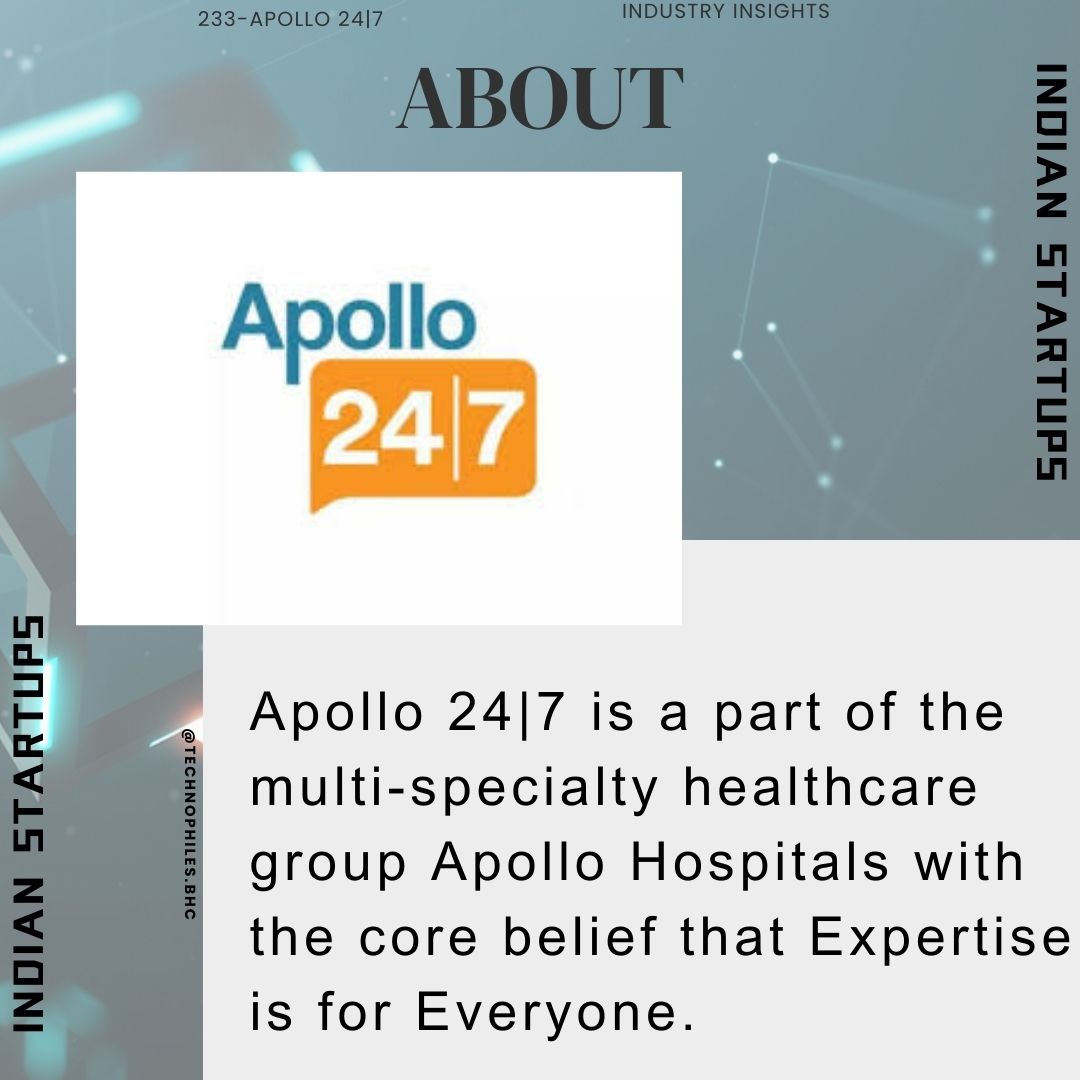 233-APOLLO 24|7
INDUSTRY INSIGHTS
ABOUT
INDIAN STARTUPS
Apollo
24|7
INDIAN STARTUPS
@TECHNOPHILES.BHC
Apollo 24|7 is a part of the
multi-specialty healthcare
group Apollo Hospitals with
the core belief that Expertise
is for Everyone.